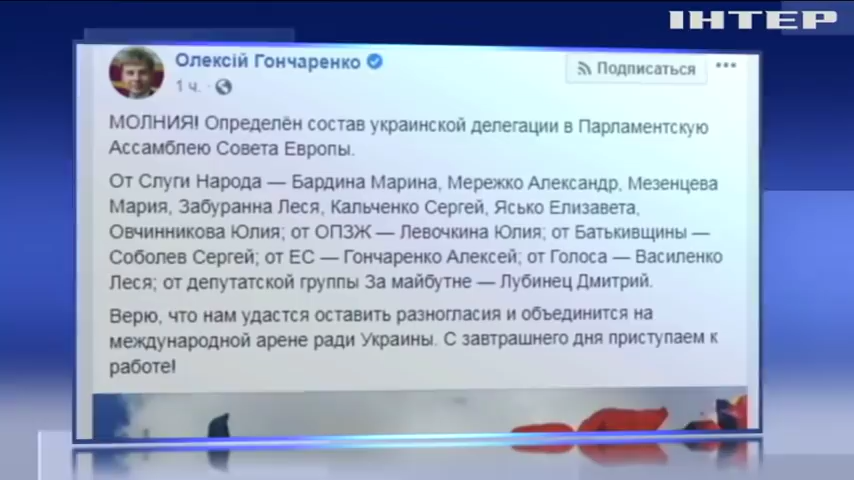 ІНТЕР
Олексій Гончаренко
Подписаться
1 ч.
МОЛНИЯ! Определён состав украинской делегации в Парламентскую
Ассамблею Совета Европы.
От Слуги Народа — Бардина Марина, Мережко Александр, Мезенцева
Мария, Забуранна Леся, Кальченко Сергей, Ясько Елизавета,
Овчинникова Юлия; от ОПЗЖ — Левочкина Юлия; от Батькивщины —
Соболев Сергей; от ЕС — Гончаренко Алексей; от Голоса — Василенко
Леся; от депутатской группы За майбутне — Лубинец Дмитрий.
Верю, что нам удастся оставить разногласия и объединится на
международной арене ради Украины. С завтрашнего дня приступаем к
работе!